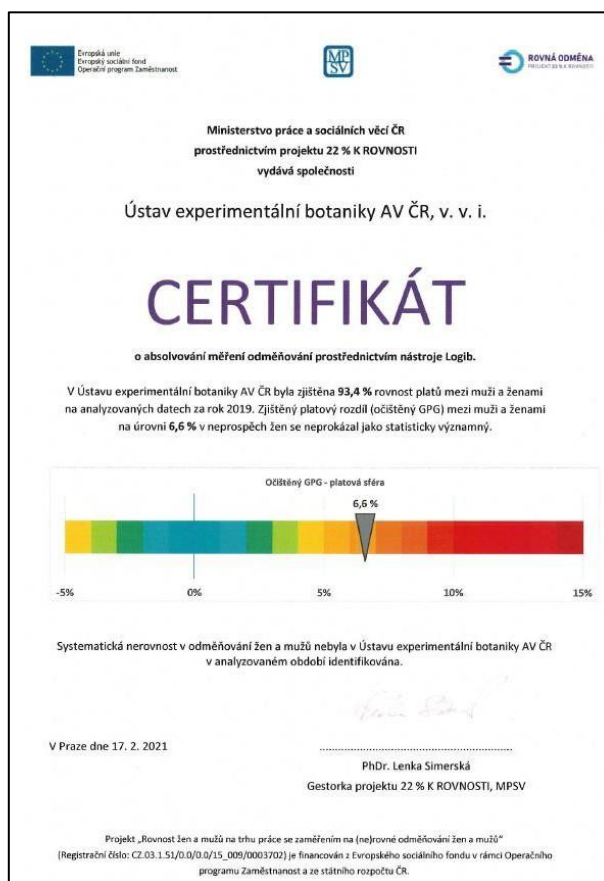 Evropská unie
Evropský sociální fond
Operační program Zaměstnanost
MP
SV
ROVNÁ ODMĚNA
PROJEKT 22 % K ROVNOSTI
Ministerstvo práce a sociálních věcí ČR
prostřednictvím projektu 22 % K ROVNOSTI
vydává společnosti
Ústav experimentální botaniky AV ČR, v. v. i.
CERTIFIKÁT
o absolvování měření odměňování prostřednictvím nástroje Logib.
V Ústavu experimentální botaniky AV ČR byla zjištěna 93,4 % rovnost platů mezi muži a ženami
na analyzovaných datech za rok 2019. Zjištěný platový rozdíl (očištěný GPG) mezi muži a ženami
na úrovni 6,6 % v neprospěch žen se neprokázal jako statisticky významný.
Očištěný GPG - platová sféra
6,6 %
-5% 0% 5% 10% 15%
Systematická nerovnost v odměňování žen a mužů nebyla v Ústavu experimentální botaniky AV ČR
v analyzovaném období identifikována.
V Praze dne 17. 2. 2021
PhDr. Lenka Simerská
Gestorka projektu 22 % K ROVNOSTI, MPSV
Projekt „Rovnost žen a mužů na trhu práce se zaměřením na (ne)rovné odměňování žen a mužů"
(Registrační číslo: CZ.03.1.51/0.0/0.0/15_009/0003702) je financován z Evropského sociálního fondu v rámci Operačního
programu Zaměstnanost a ze státního rozpočtu ČR.